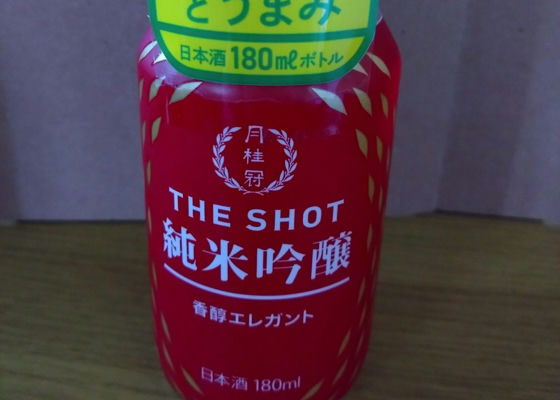 とうまみ
日本酒180mlボトル
月
桂
冠
THE SHOT
純米吟醸
香醇エレガント
日本酒 180ml